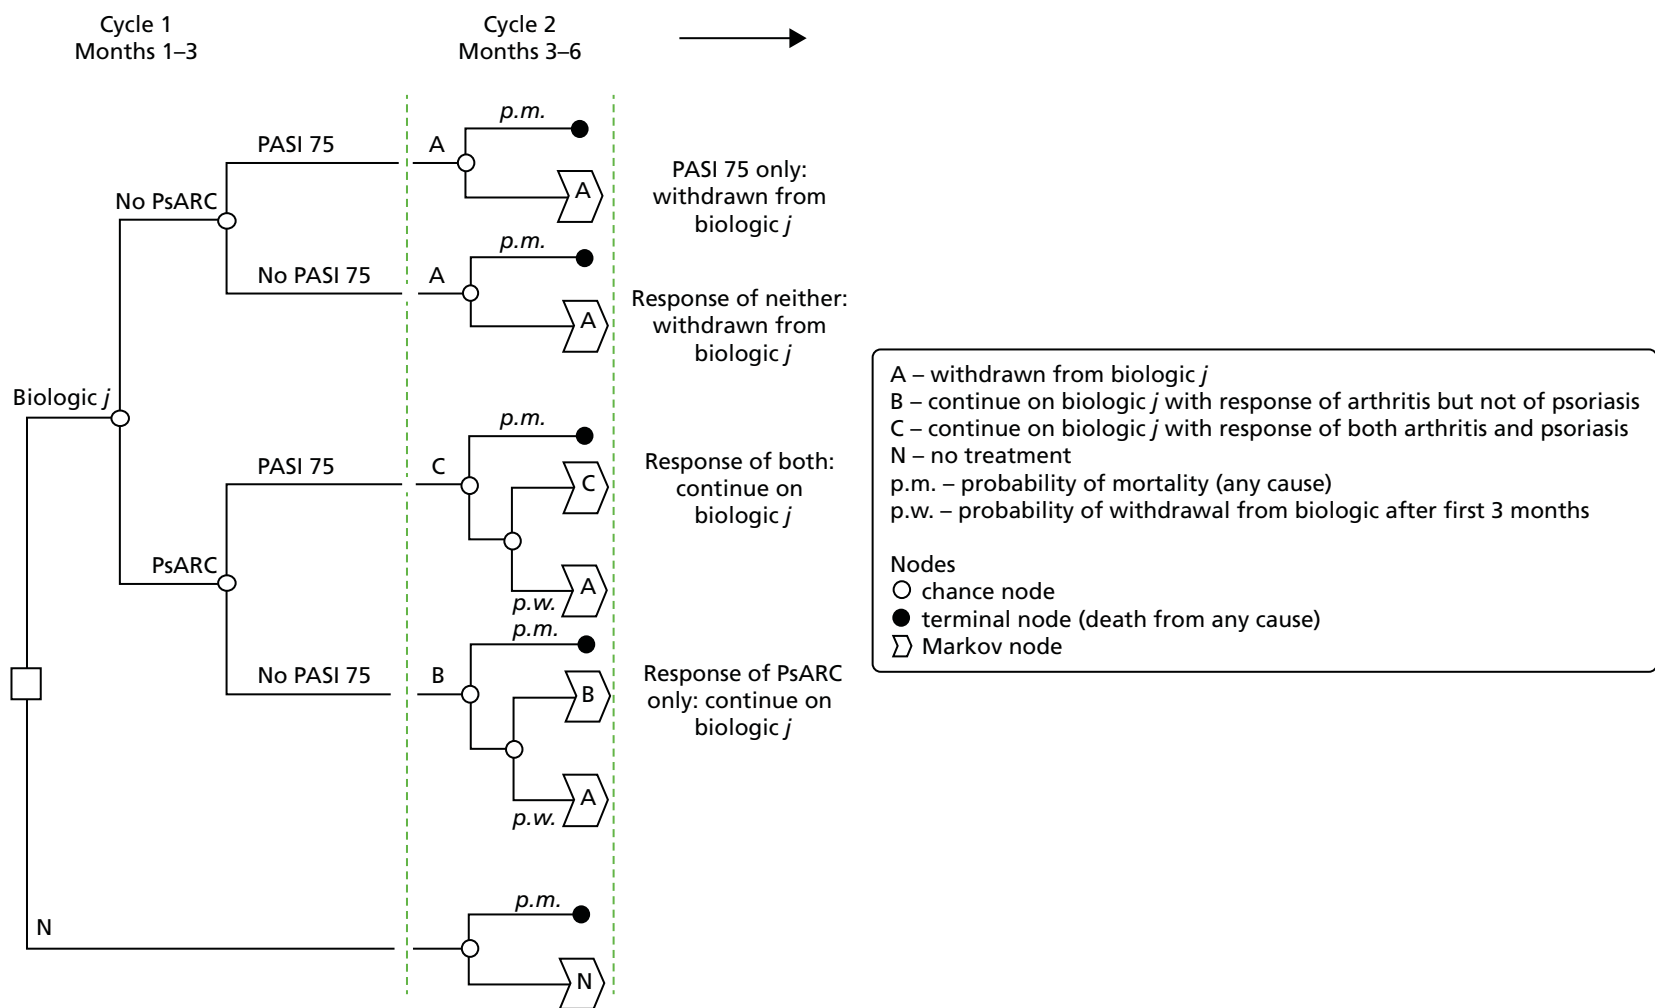 Cycle 1
Months 1–3
Cycle 2
Months 3–6
PASI 75
A
p.m.
A
PASI 75 only:
withdrawn from
biologic j
No PsARC
No PASI 75
A
p.m.
A
Response of neither:
withdrawn from
biologic j
Biologic j
PASI 75
C
p.m.
C
p.w.
A
Response of both:
continue on
biologic j
PsARC
No PASI 75
B
p.m.
B
p.w.
A
Response of PsARC
only: continue on
biologic j
N
p.m.
N
A – withdrawn from biologic j
B – continue on biologic j with response of arthritis but not of psoriasis
C – continue on biologic j with response of both arthritis and psoriasis
N – no treatment
p.m. – probability of mortality (any cause)
p.w. – probability of withdrawal from biologic after first 3 months
Nodes
chance node
terminal node (death from any cause)
Markov node